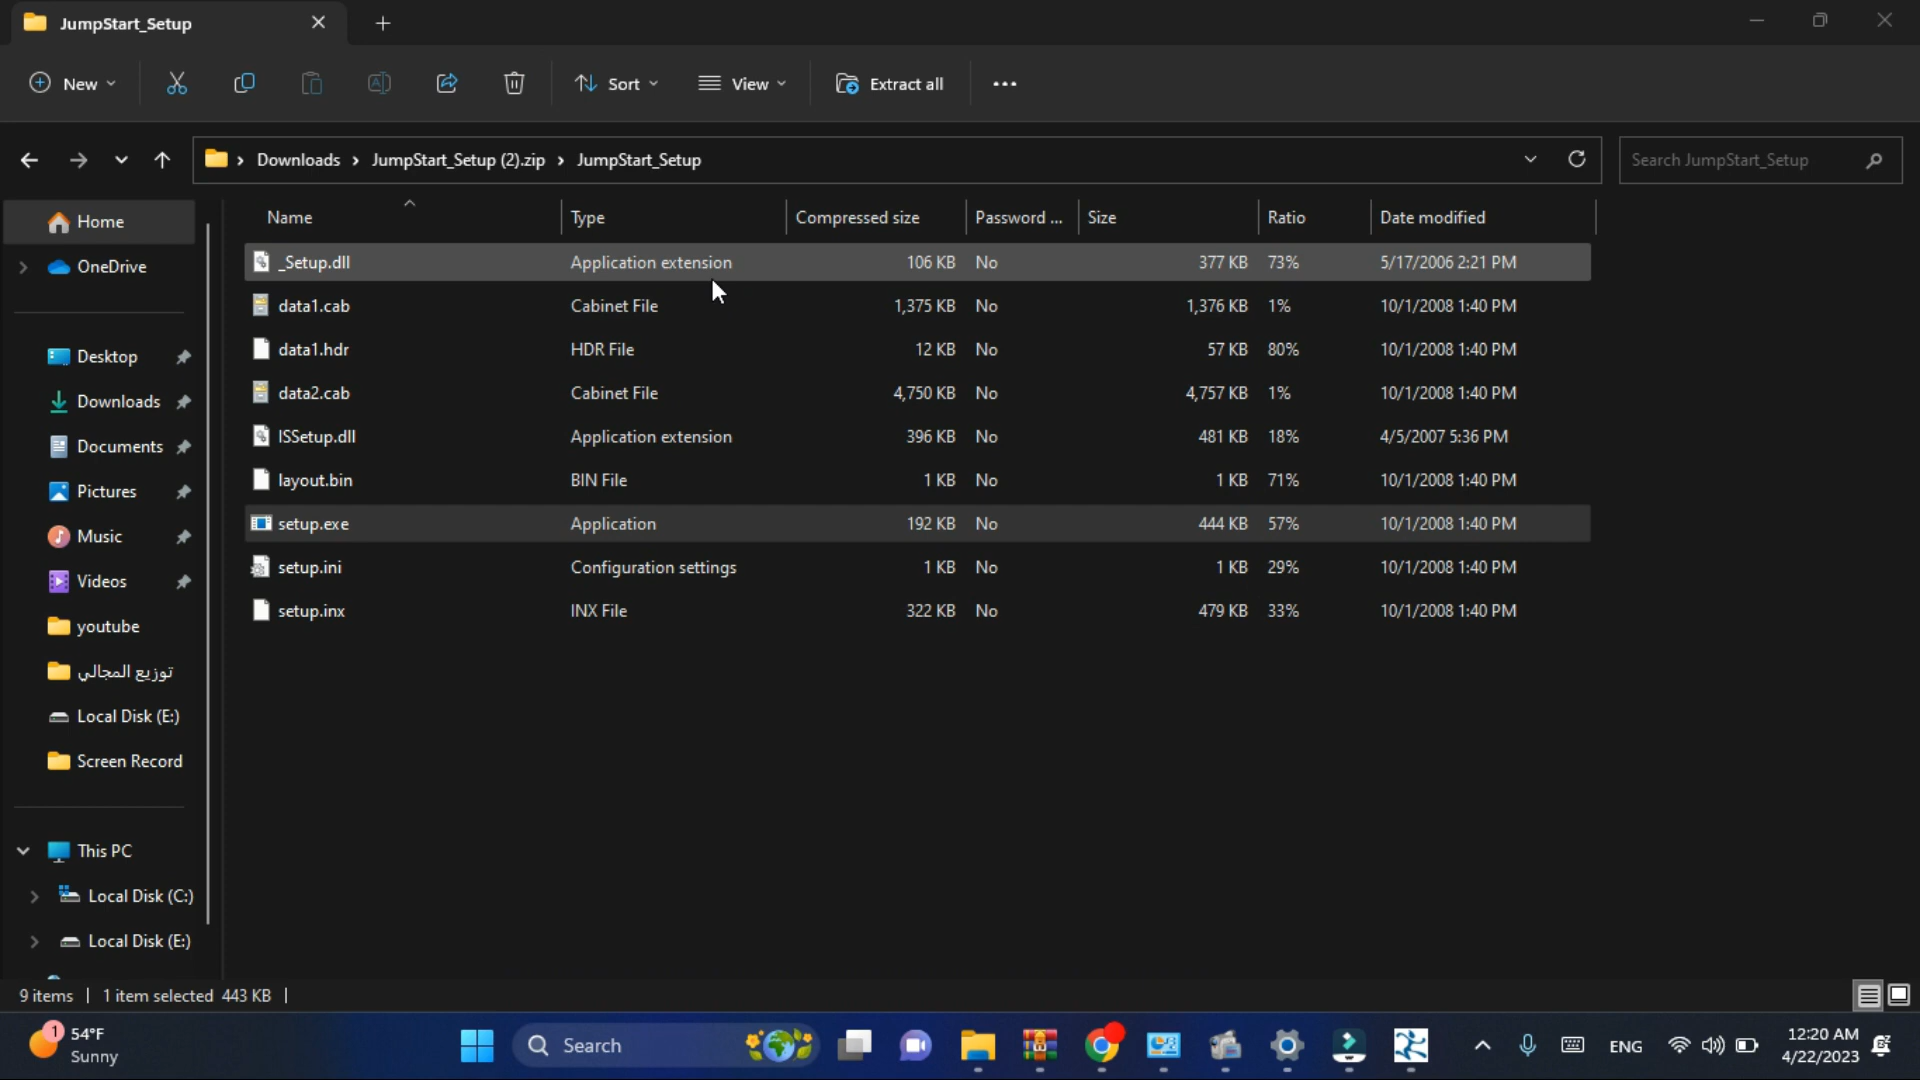 JumpStart_Setup
New
Sort
View
Extract all
Downloads
JumpStart_Setup (2).zip
JumpStart_Setup
Search JumpStart_Setup
Name Type Compressed size Password ... Size Ratio Date modified
_Setup.dll Application extension 106 KB No 377 KB 73% 5/17/2006 2:21 PM
data1.cab Cabinet File 1,375 KB No 1,376 KB 1% 10/1/2008 1:40 PM
data1.hdr HDR File 12 KB No 57 KB 80% 10/1/2008 1:40 PM
data2.cab Cabinet File 4,750 KB No 4,757 KB 1% 10/1/2008 1:40 PM
ISSetup.dll Application extension 396 KB No 481 KB 18% 4/5/2007 5:36 PM
layout.bin BIN File 1 KB No 1 KB 71% 10/1/2008 1:40 PM
setup.exe Application 192 KB No 444 KB 57% 10/1/2008 1:40 PM
setup.ini Configuration settings 1 KB No 1 KB 29% 10/1/2008 1:40 PM
setup.inx INX File 322 KB No 479 KB 33% 10/1/2008 1:40 PM
Home
OneDrive
Desktop
Downloads
Documents
Pictures
Music
Videos
youtube
توزيع المجالي
Local Disk (E:)
Screen Record
This PC
Local Disk (C:)
Local Disk (E:)
9 items
1 item selected 443 KB
1
54°F
Sunny
Search
ENG
12:20 AM
4/22/2023